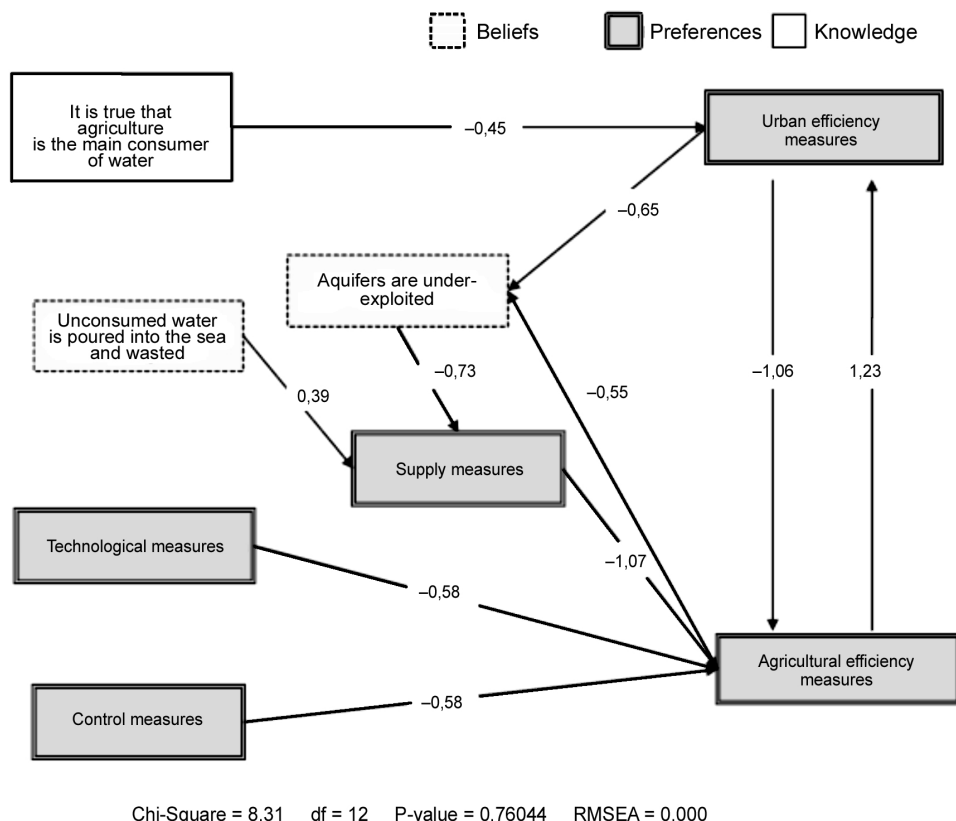 Beliefs
Preferences
Knowledge
It is true that
agriculture
is the main consumer
of water
–0,45
Urban efficiency
measures
–0,65
Aquifers are under-
exploited
Unconsumed water
is poured into the sea
and wasted
–0,73
0,39
–0,55
–1,06
1,23
Supply measures
Technological measures
–1,07
–0,58
Agricultural efficiency
measures
Control measures
–0,58
Chi-Square = 8.31 df = 12 P-value = 0.76044 RMSEA = 0.000